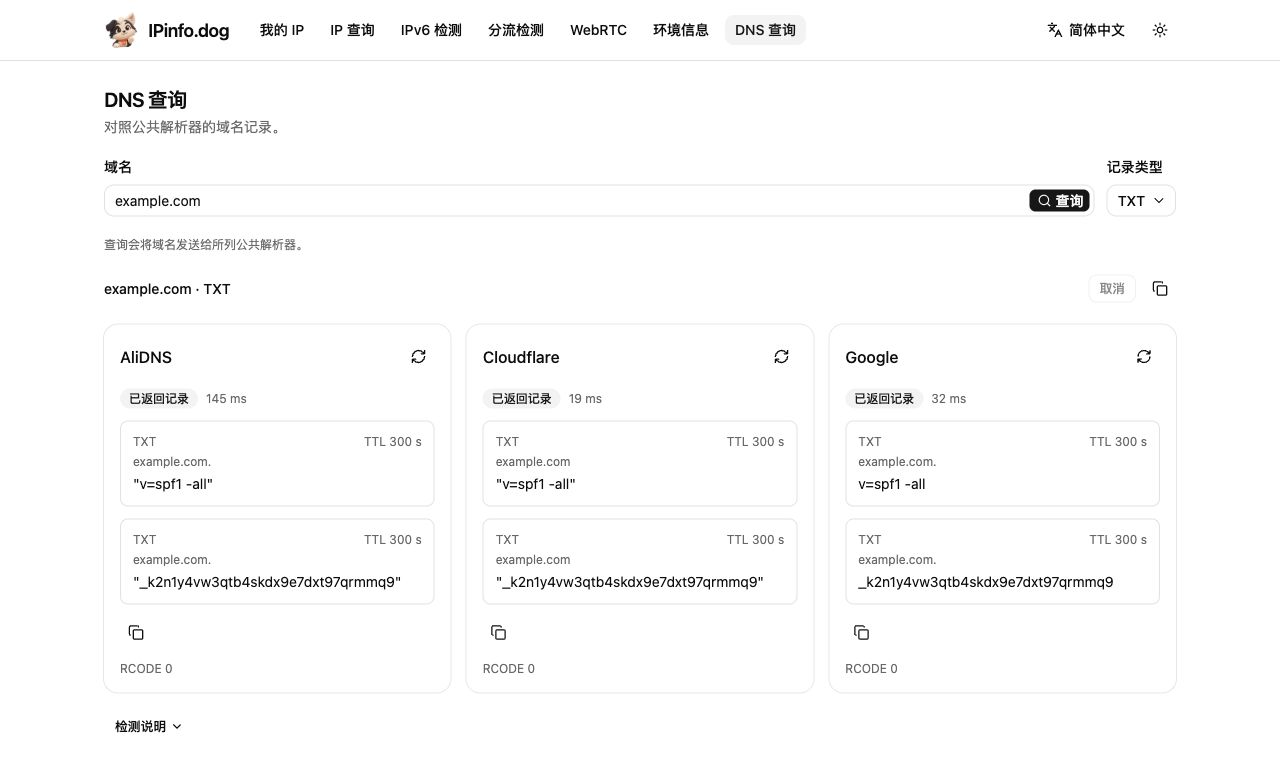 IPinfo.dog 我的 IP IP 查询 IPv6 检测 分流检测 WebRTC 环境信息 DNS 查询 简体中文
DNS 查询
对照公共解析器的域名记录。
域名 记录类型
example.com 查询 TXT
查询会将域名发送给所列公共解析器。
example.com · TXT 取消
AliDNS
已返回记录 145 ms
TXT TTL 300 s
example.com.
"v=spf1 -all"
TXT TTL 300 s
example.com.
"_k2n1y4vw3qtb4skdx9e7dxt97qrmmq9"
RCODE 0
Cloudflare
已返回记录 19 ms
TXT TTL 300 s
example.com
"v=spf1 -all"
TXT TTL 300 s
example.com
"_k2n1y4vw3qtb4skdx9e7dxt97qrmmq9"
RCODE 0
Google
已返回记录 32 ms
TXT TTL 300 s
example.com.
v=spf1 -all
TXT TTL 300 s
example.com.
_k2n1y4vw3qtb4skdx9e7dxt97qrmmq9
RCODE 0
检测说明